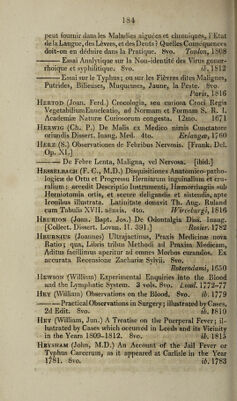 184
peut fournir dans les Maladies aiguës et chroniques, l'Etat
de la Langue, des Lèvres, et des Dents? Quelles Conséquences
doit-on en déduire dans la Pratique. 8vo. Toulon, 1808
——— Essai Analytique sur la Non-identité des Virus gonor-
rhoïque et syphilitique. 8vo. ib. 1812
——— Essai sur le Typhus; ou sur les Fièvres dites Malignes,
Putrides, Bilieuses, Muqueuses, Jaune, la Peste. 8vo.
Paris, 1816
HERTOD (Joan. Ferd.) Crocologia, seu curiosa Croci Regis
Vegetabilium Enucleatio, ad Normam et Formam S. R. I.
Academiæ Naturæ Curiosorum congesta. 12mo. 1671
HERWIG (Ch. P.) De Malis ex Medico nimis Cunctatore
oriundis Dissert. Inaug. Med. 4to. Erlangæ, 1760
HERZ (S.) Observationes de Febribus Nervosis. [Frank. Del.
Op. XI.]
——— De Febre Lenta, Maligna, vel Nervosa. [ibid.]
HESSELBACH (F. C., M.D.) Disquisitiones Anatomico-patho-
logicæ de Ortu et Progressu Herniarum inguinalium et cru-
ralium; accedit Descriptio Instrumenti, Hæmorrhagiis sub
Herniotomia ortis, et secure deligandis et sistendis, apte
Iconibus illustrata. Latinitate donavit Th. Aug. Ruland
cum Tabulis XVII. æneis. 4to. Wirceburgi, 1816
HEURION (Joan. Bapt. Jos.) De Odontalgia Diss. Inaug.
[Collect. Dissert. Lovan. II. 391.] Rosier. 1782
HEURNIUS (Joannes) Ultrajectinus, Praxis Medicinæ nova
Ratio; qua, Libris tribus Methodi ad Praxim Medicam,
Aditus facillimus aperitur ad omnes Morbos curandos. Ex
accurata Recensione Zachariæ Sylvii. 8vo.
Roterodami, 1650
HEWSON (William) Experimental Enquiries into the Blood
and the Lymphatic System. 3 vols. 8vo. Lond. 1772-77
HEY (William) Observations on the Blood. 8vo. ib. 1779
——— Practical Observations in Surgery; illustrated by Cases.
2d Edit. 8vo. ib. 1810
HEY (William, Jun.) A Treatise on the Puerperal Fever; il-
lustrated by Cases which occurred in Leeds and its Vicinity
in the Years 1809-1812. 8vo. ib. 1815
HEYSHAM (John, M.D.) An Account of the Jail Fever or
Typhus Carcerum, as it appeared at Carlisle in the Year
1781. 8vo. ib. 1783